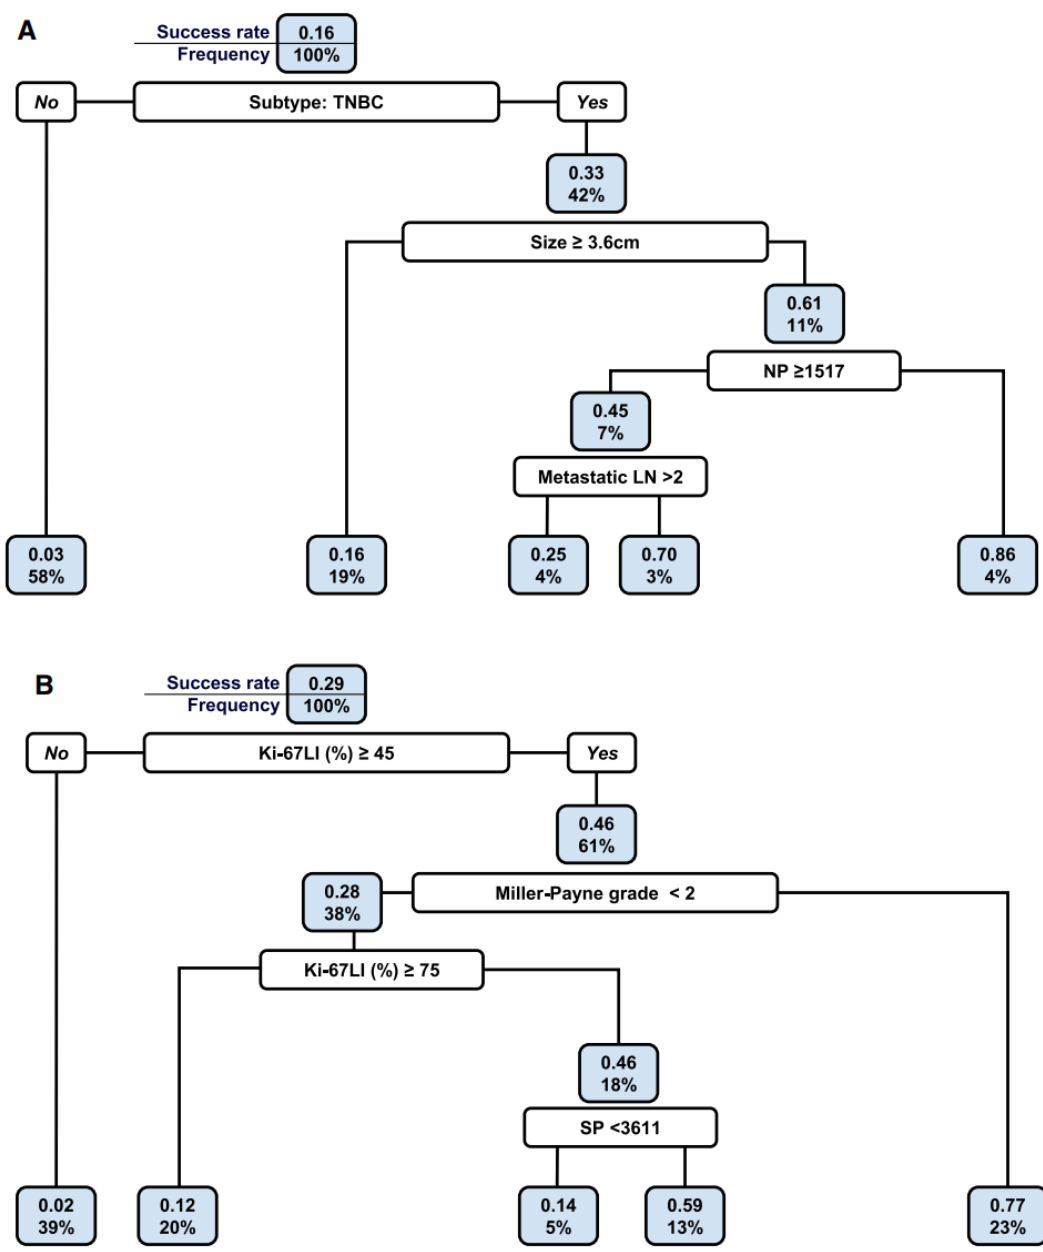 A
Success rate 0.16
Frequency 100%
No Subtype: TNBC Yes
0.33
42%
Size ≥ 3.6cm
0.61
11%
NP ≥1517
0.45
7%
Metastatic LN >2
0.03 0.16 0.25 0.70 0.86
58% 19% 4% 3% 4%
B
Success rate 0.29
Frequency 100%
No Ki-67LI (%) ≥ 45 Yes
0.46
61%
0.28 Miller-Payne grade < 2
38%
Ki-67LI (%) ≥ 75
0.46
18%
SP <3611
0.02 0.12 0.14 0.59 0.77
39% 20% 5% 13% 23%